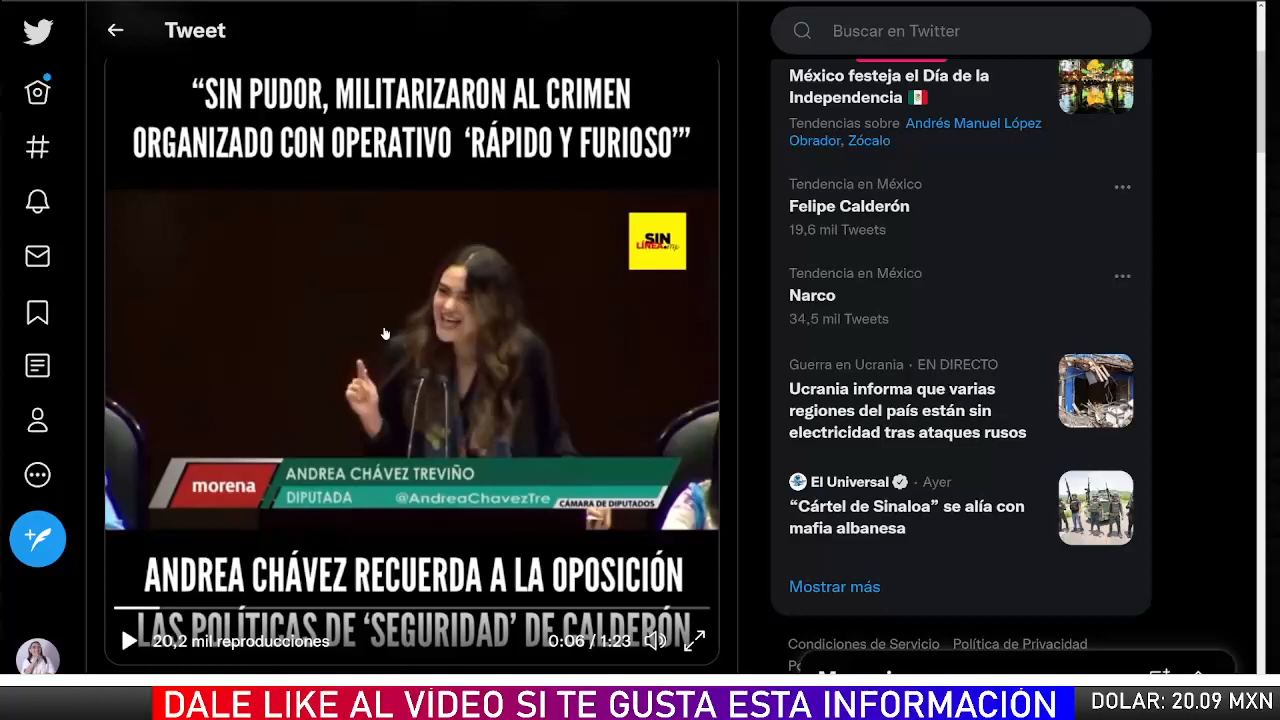 Tweet
“SIN PUDOR, MILITARIZARON AL CRIMEN
ORGANIZADO CON OPERATIVO ‘RÁPIDO Y FURIOSO’”
SIN
LÍNEA.mx
morena
ANDREA CHÁVEZ TREVIÑO
DIPUTADA @AndreaChavezTre
CÁMARA DE DIPUTADOS
ANDREA CHÁVEZ RECUERDA A LA OPOSICIÓN
LAS POLÍTICAS DE ‘SEGURIDAD’ DE CALDERÓN
20,2 mil reproducciones
0:06 / 1:23
Buscar en Twitter
México festeja el Día de la
Independencia
Tendencias sobre Andrés Manuel López
Obrador, Zócalo
Tendencia en México
Felipe Calderón
19,6 mil Tweets
Tendencia en México
Narco
34,5 mil Tweets
Guerra en Ucrania · EN DIRECTO
Ucrania informa que varias
regiones del país están sin
electricidad tras ataques rusos
El Universal · Ayer
“Cártel de Sinaloa” se alía con
mafia albanesa
Mostrar más
Condiciones de Servicio Política de Privacidad
DALE LIKE AL VÍDEO SI TE GUSTA ESTA INFORMACIÓN
DOLAR: 20.09 MXN